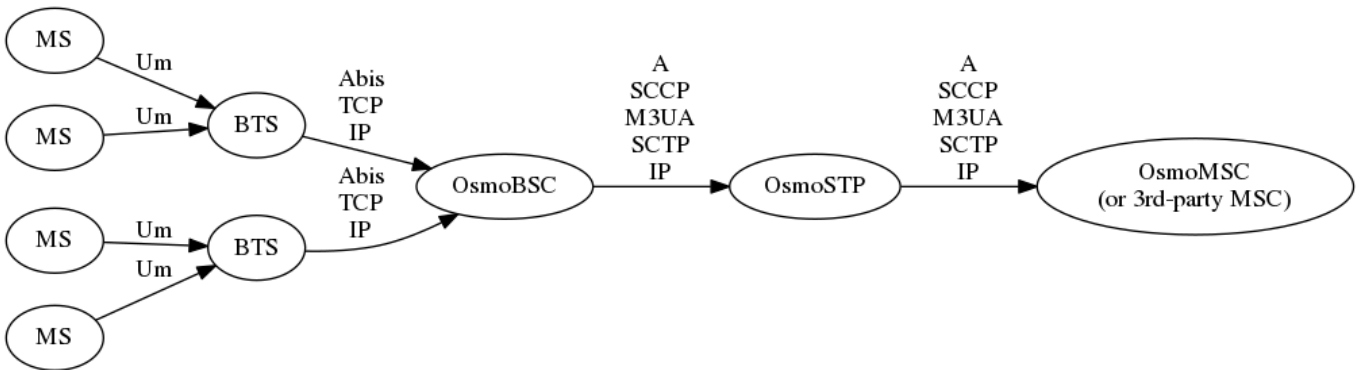 MS
Um
MS
Um
BTS
Abis
TCP
IP
MS
Um
MS
Um
BTS
Abis
TCP
IP
OsmoBSC
A
SCCP
M3UA
SCTP
IP
OsmoSTP
A
SCCP
M3UA
SCTP
IP
OsmoMSC
(or 3rd-party MSC)